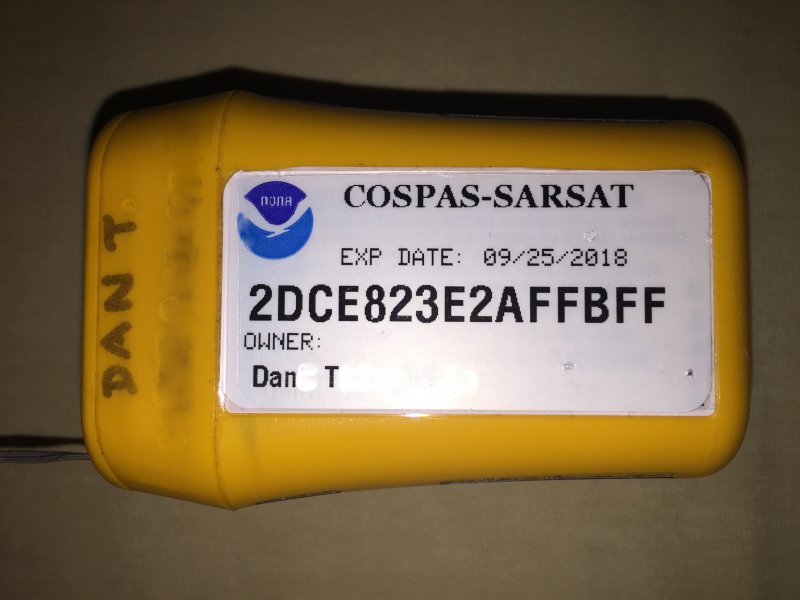 DAN T.
NOAA
COSPAS-SARSAT
EXP DATE: 09/25/2018
2DCE823E2AFFBFF
OWNER:
Dan T